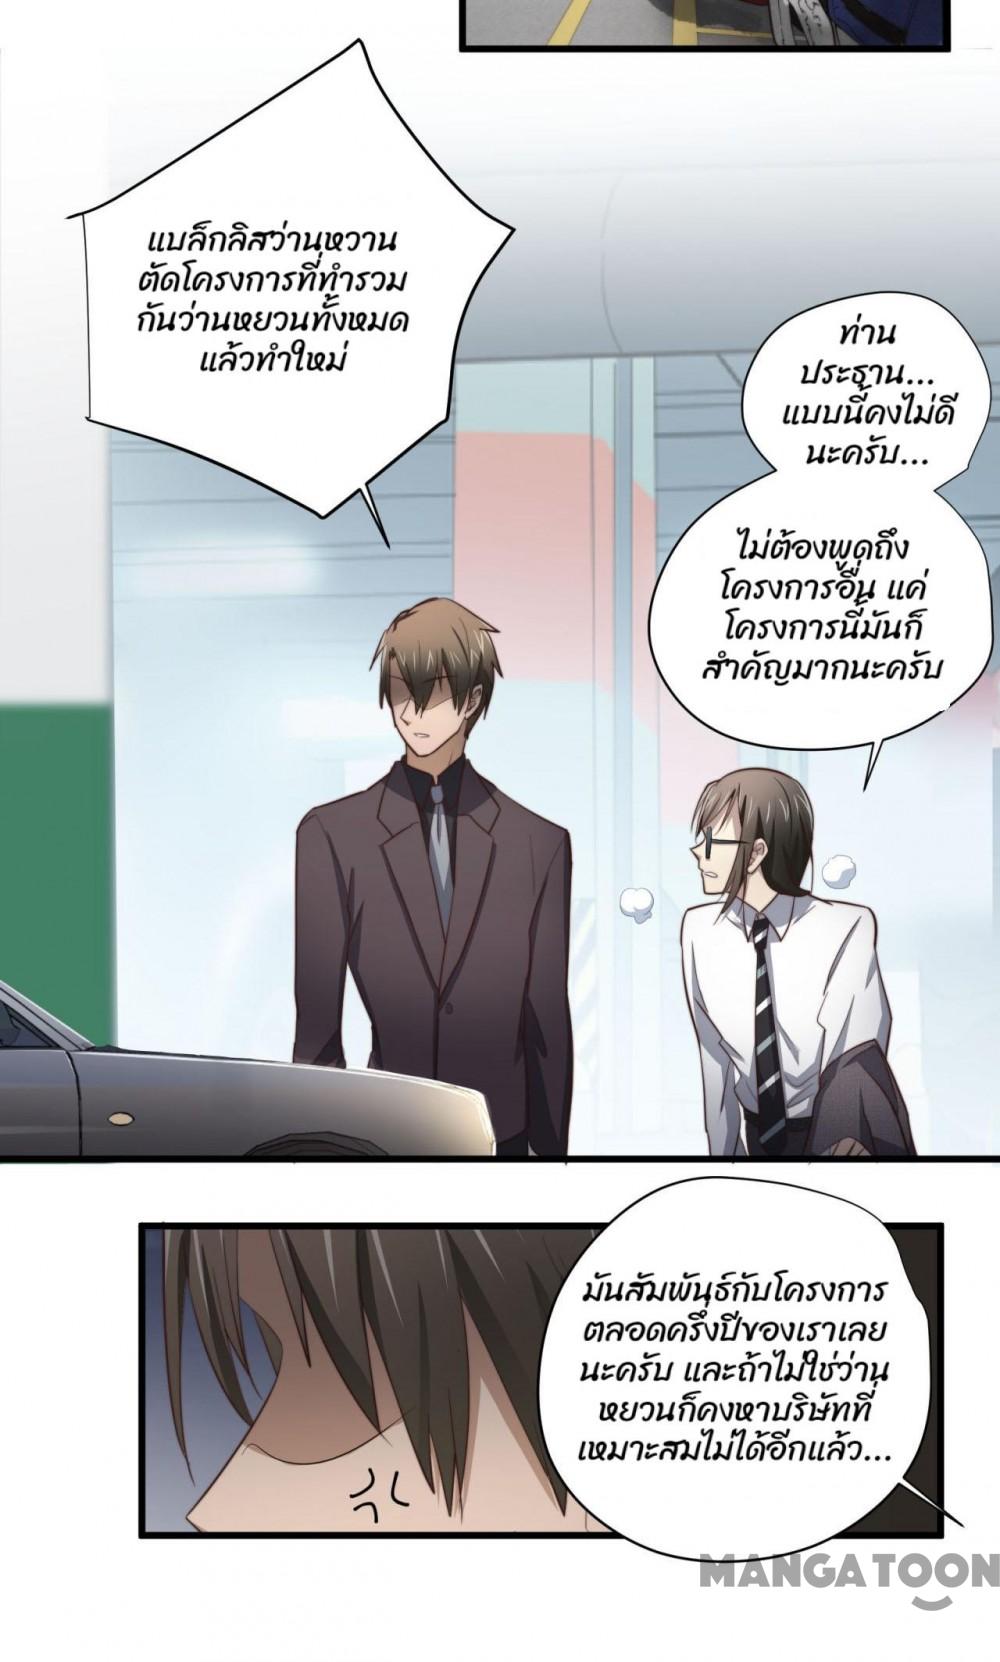 แบล็กลิสว่านหวาน
ตัดโครงการที่ทำรวม
กันว่านหยวนทั้งหมด
แล้วทำใหม่
ท่าน
ประธาน...
แบบนี้คงไม่ดี
นะครับ...
ไม่ต้องพูดถึง
โครงการอื่น แค่
โครงการนี้มันก็
สำคัญมากนะครับ
มันสัมพันธ์กับโครงการ
ตลอดครึ่งปีของเราเลย
นะครับ และถ้าไม่ใช่ว่าน
หยวนก็คงหาบริษัทที่
เหมาะสมไม่ได้อีกแล้ว...
MANGATOON